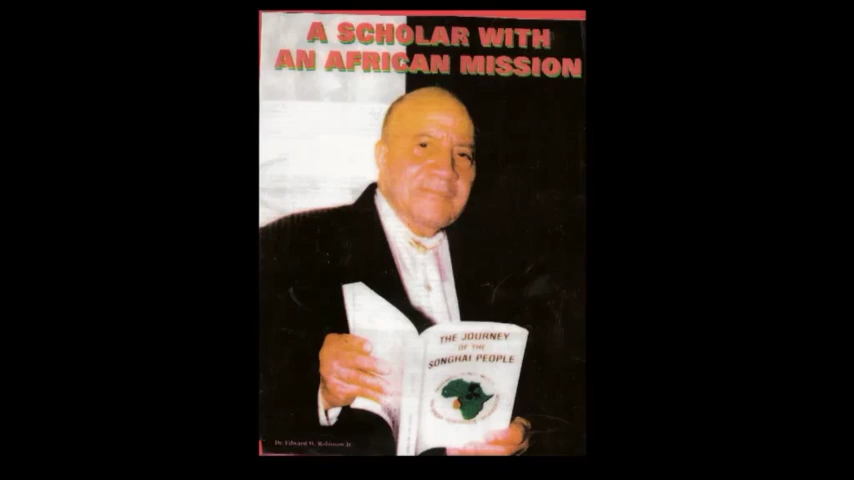 A SCHOLAR WITH
AN AFRICAN MISSION
THE JOURNEY
OF THE
SONGHAI PEOPLE
Dr. Edward W. Robinson Jr.